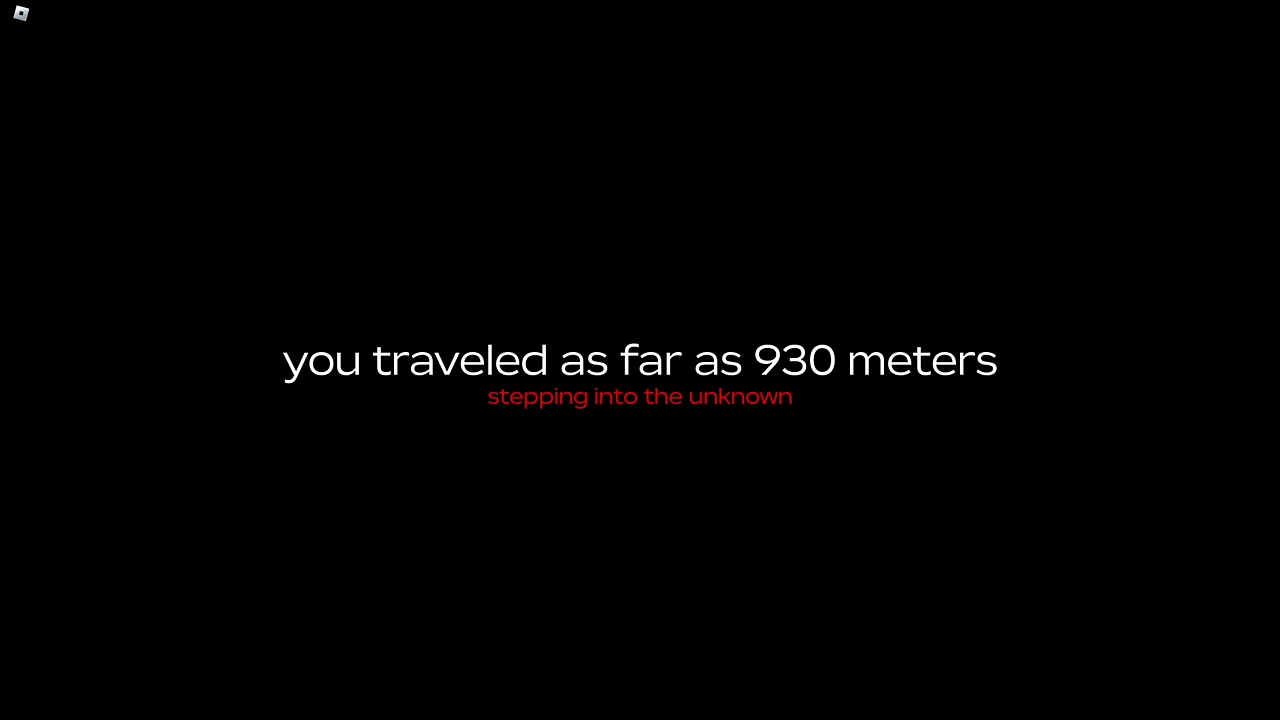 you traveled as far as 930 meters
stepping into the unknown